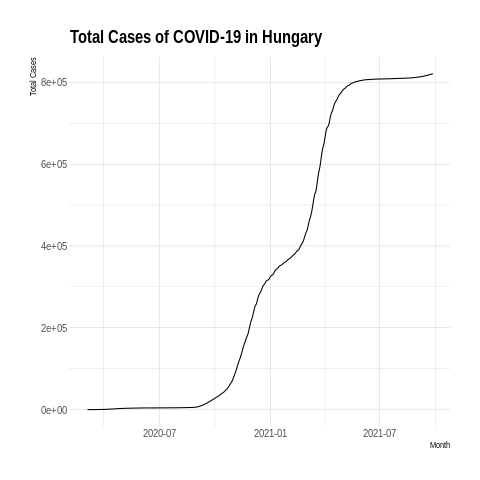 Total Cases of COVID-19 in Hungary
Total Cases
8e+05
6e+05
4e+05
2e+05
0e+00
2020-07 2021-01 2021-07
Month